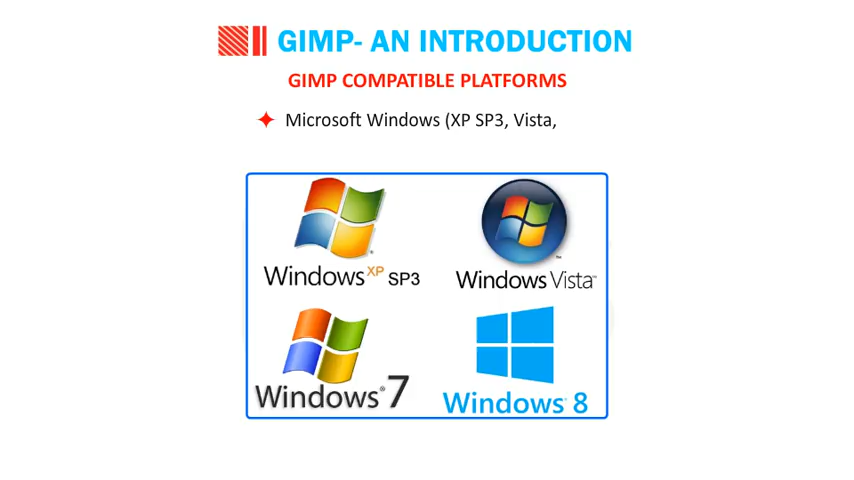 GIMP- AN INTRODUCTION
GIMP COMPATIBLE PLATFORMS
Microsoft Windows (XP SP3, Vista,
Windows XP SP3
Windows Vista™
Windows® 7
Windows 8